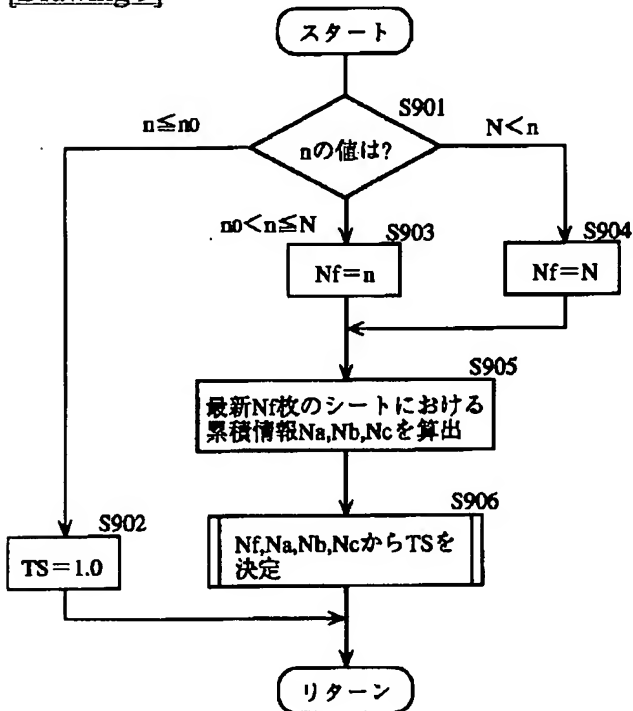 スタート
S901
n≦n0
N<n
nの値は?
n0<n≦N
S903
S904
Nf=n
Nf=N
S905
最新Nf枚のシートにおける
累積情報Na,Nb,Ncを算出
S906
S902
Nf,Na,Nb,NcからTSを
決定
TS=1.0
リターン